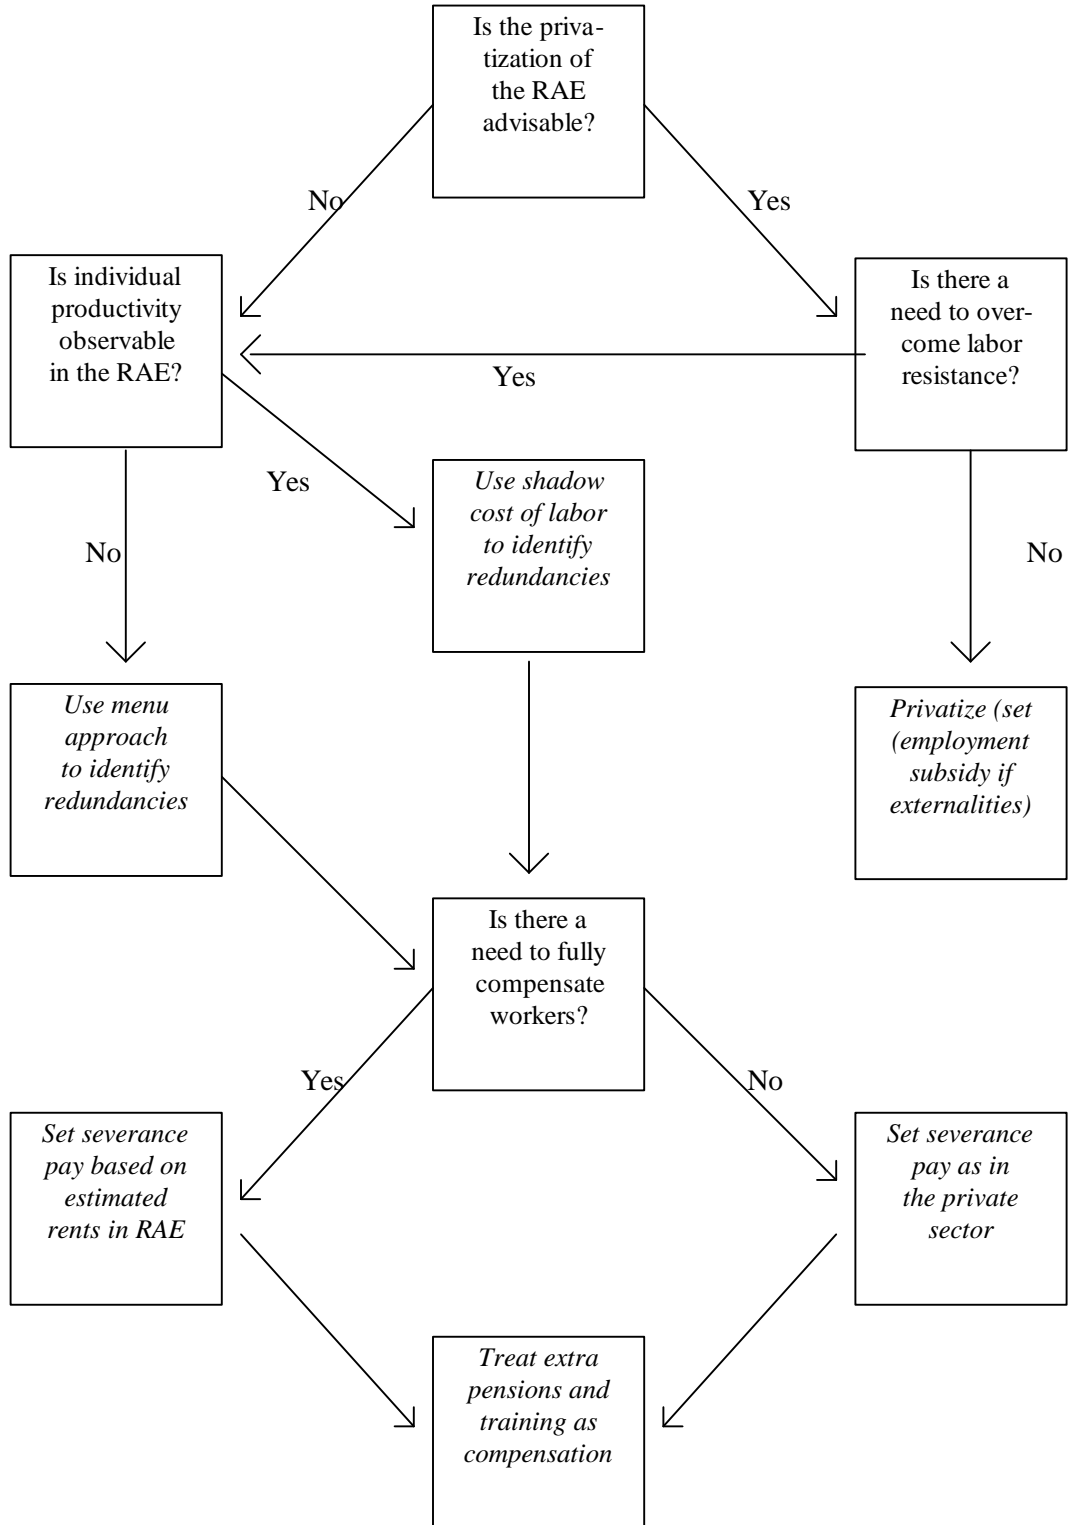 Is the priva-
tization of
the RAE
advisable?
No
Yes
Is individual
productivity
observable
in the RAE?
Is there a
need to over-
come labor
resistance?
Yes
Yes
Use shadow
cost of labor
to identify
redundancies
No
No
Use menu
approach
to identify
redundancies
Privatize (set
(employment
subsidy if
externalities)
Is there a
need to fully
compensate
workers?
Yes
No
Set severance
pay based on
estimated
rents in RAE
Set severance
pay as in
the private
sector
Treat extra
pensions and
training as
compensation